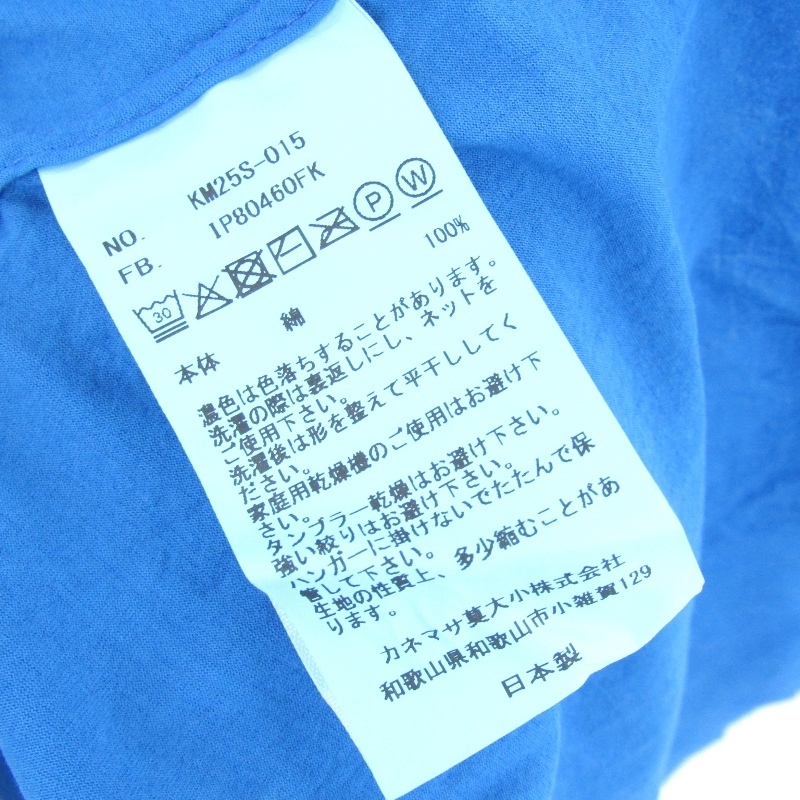 NO. KM25S-015
FB. IP80460FK
30 P W
本体 綿 100%
濃色は色落ちすることがあります。
洗濯の際は裏返しにし、ネットを
ご使用下さい。
洗濯後は形を整えて平干ししてく
ださい。
家庭用乾燥機のご使用はお避け下
さい。
タンブラー乾燥はお避け下さい。
強い絞りはお避け下さい。
ハンガーに掛けないでたたんで保
管して下さい。
生地の性質上、多少縮むことがあ
ります。
カネマサ莫大小株式会社
和歌山県和歌山市小雑賀129
日本製